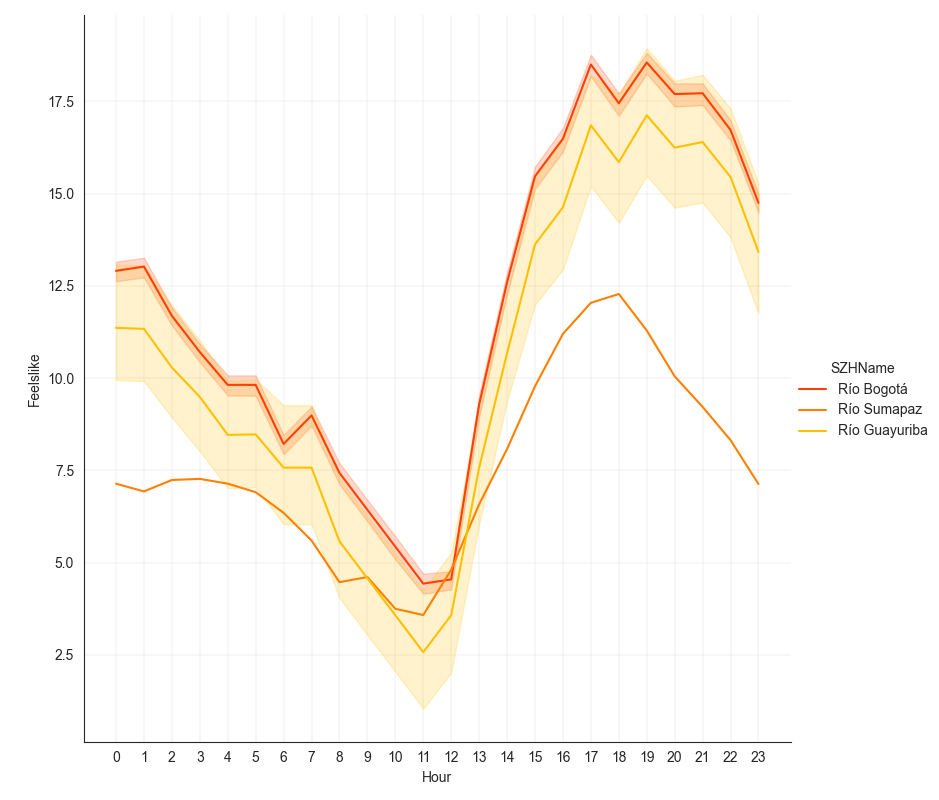 17.5
15.0
12.5
10.0
7.5
5.0
2.5
Feelslike
0 1 2 3 4 5 6 7 8 9 10 11 12 13 14 15 16 17 18 19 20 21 22 23
Hour
SZHName
Río Bogotá
Río Sumapaz
Río Guayuriba